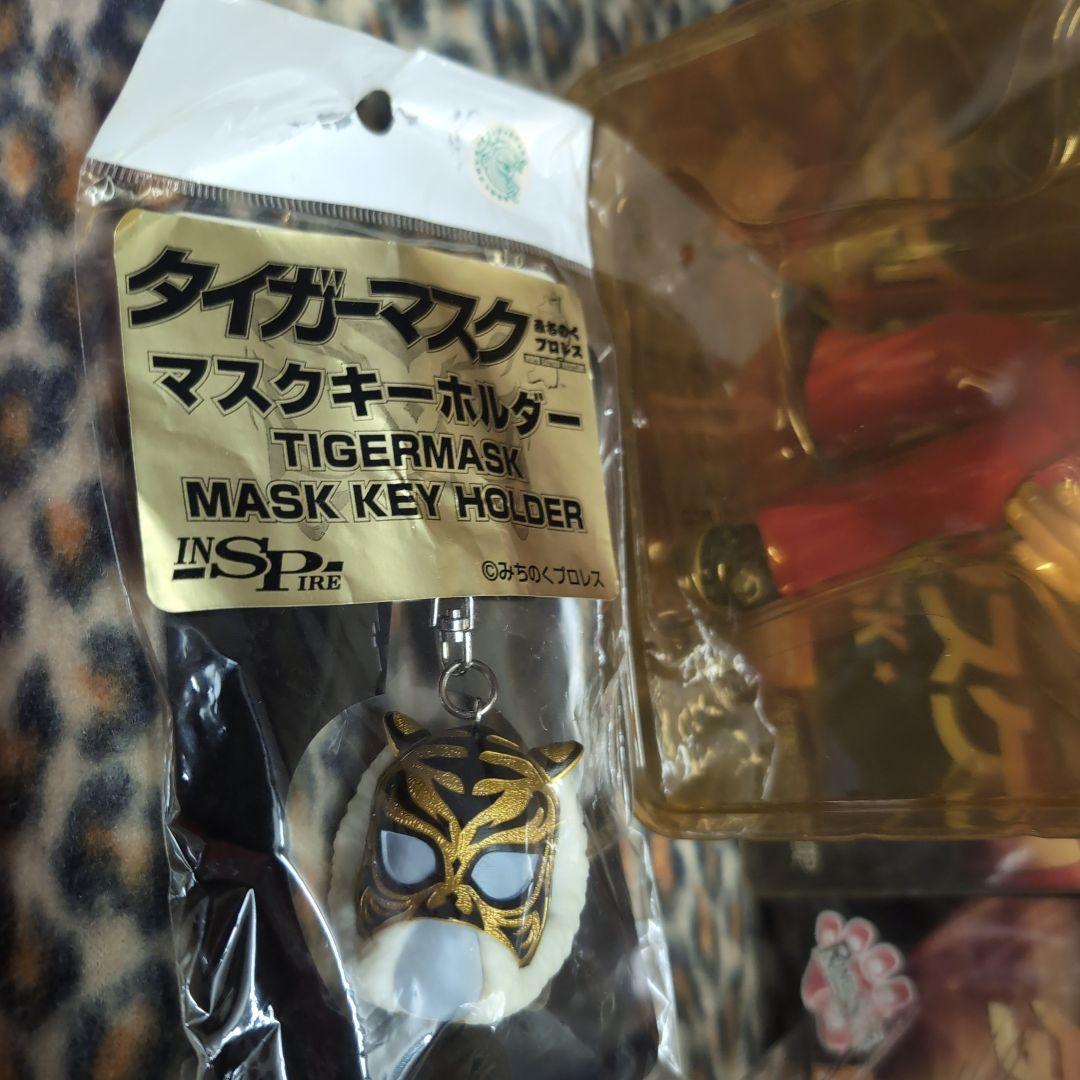 タイガーマスク
みちのく
プロレス
マスクキーホルダー
TIGERMASK
MASK KEY HOLDER
INSPIRE
©みちのくプロレス